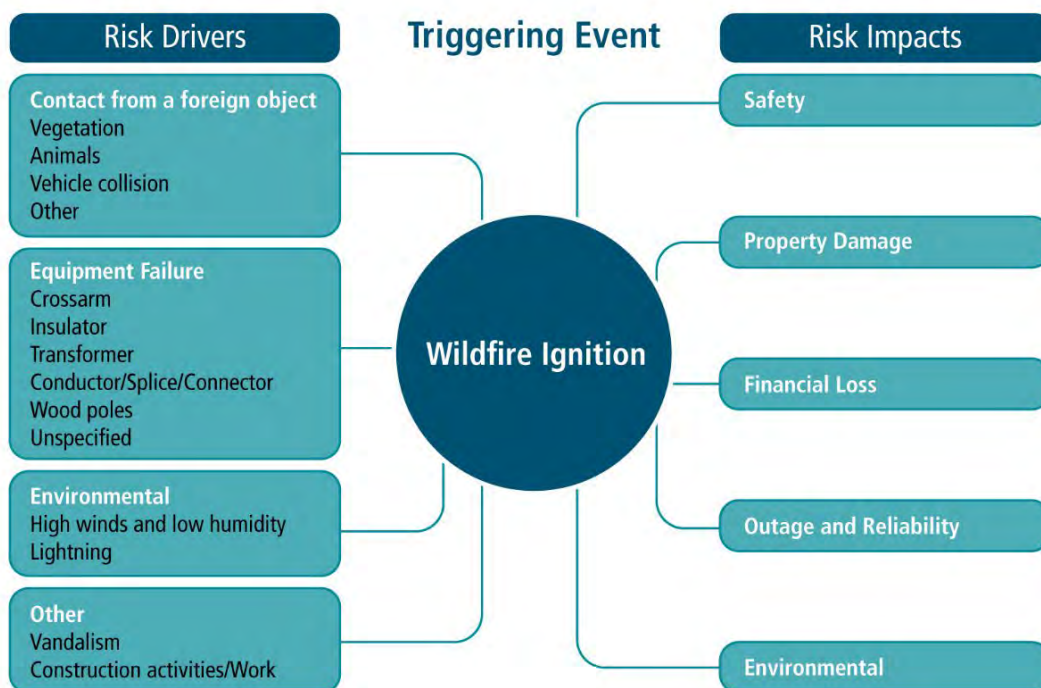 Risk Drivers
Triggering Event
Risk Impacts
Contact from a foreign object
Vegetation
Animals
Vehicle collision
Other
Equipment Failure
Crossarm
Insulator
Transformer
Conductor/Splice/Connector
Wood poles
Unspecified
Environmental
High winds and low humidity
Lightning
Other
Vandalism
Construction activities/Work
Wildfire Ignition
Safety
Property Damage
Financial Loss
Outage and Reliability
Environmental